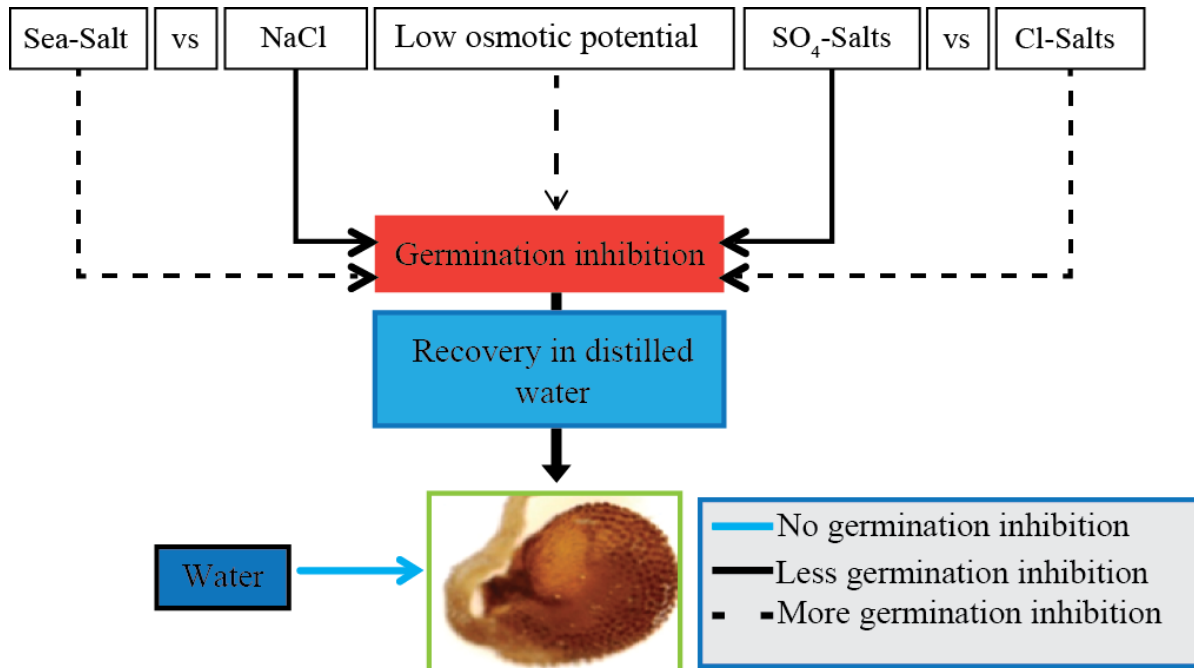 Sea-Salt vs NaCl Low osmotic potential SO₄-Salts vs Cl-Salts
Germination inhibition
Recovery in distilled
water
Water
No germination inhibition
Less germination inhibition
More germination inhibition